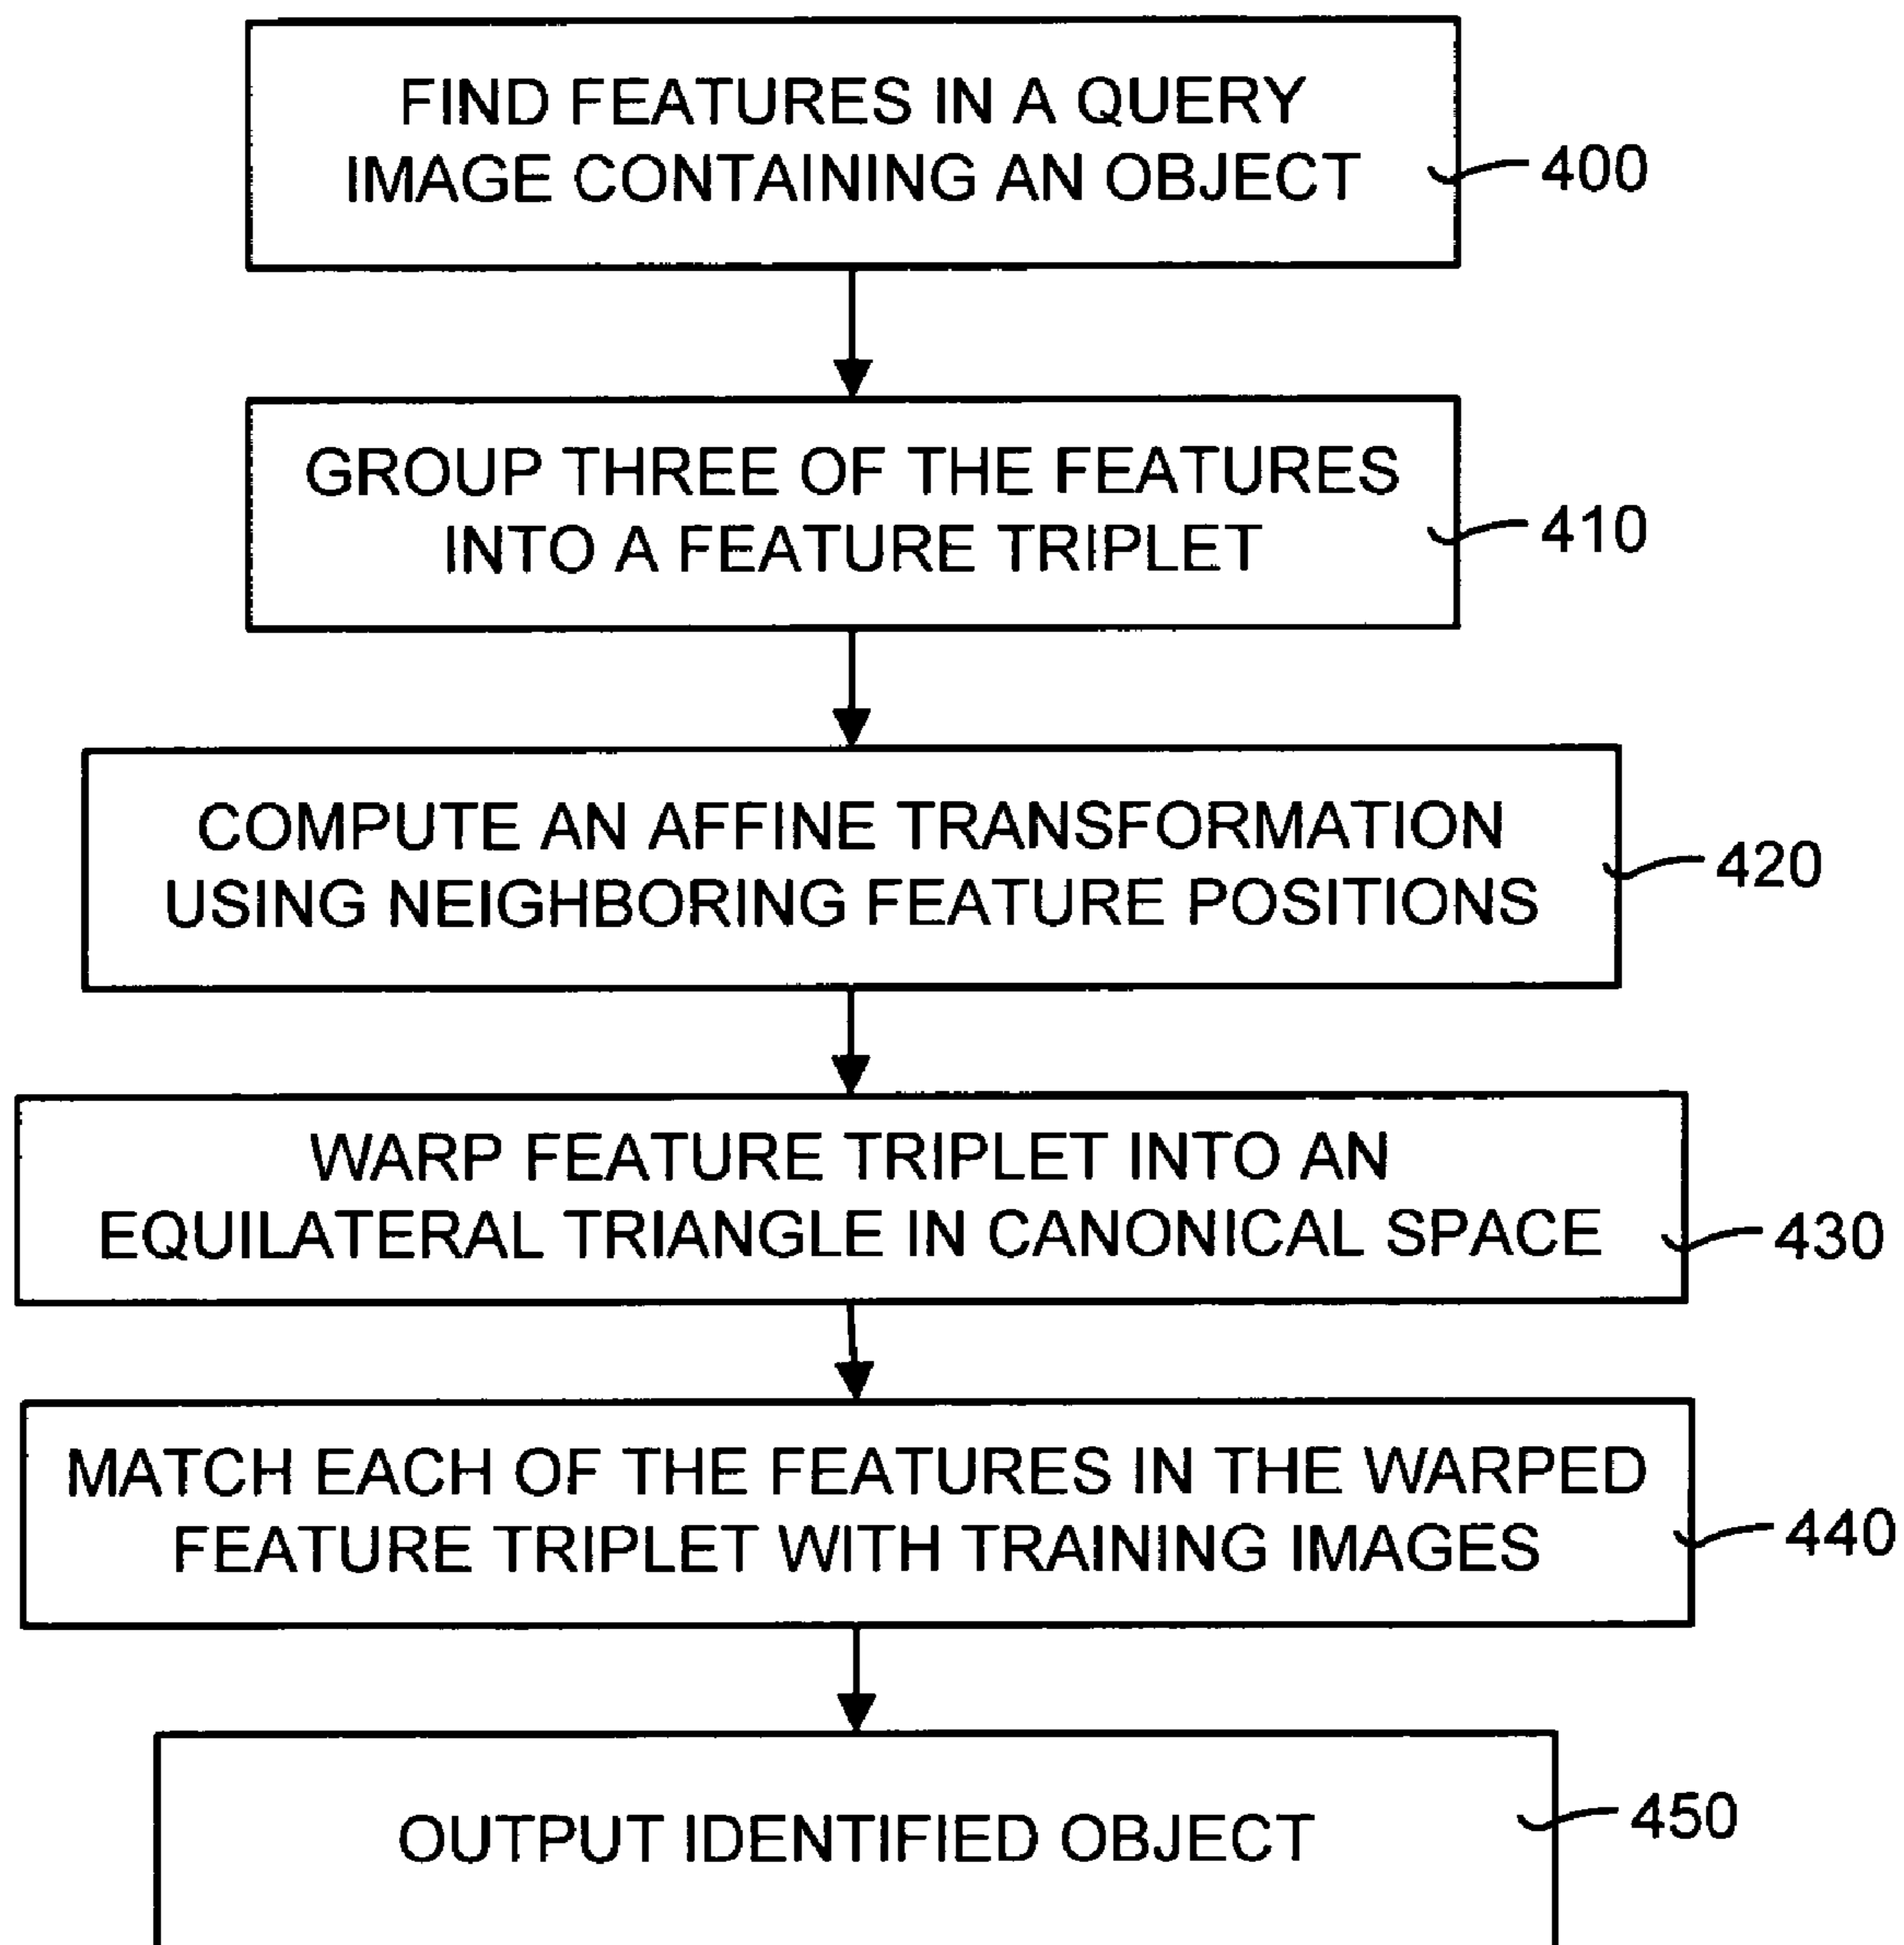 FIND FEATURES IN A QUERY
IMAGE CONTAINING AN OBJECT
400
GROUP THREE OF THE FEATURES
INTO A FEATURE TRIPLET
410
COMPUTE AN AFFINE TRANSFORMATION
USING NEIGHBORING FEATURE POSITIONS
420
WARP FEATURE TRIPLET INTO AN
EQUILATERAL TRIANGLE IN CANONICAL SPACE
430
MATCH EACH OF THE FEATURES IN THE WARPED
FEATURE TRIPLET WITH TRAINING IMAGES
440
OUTPUT IDENTIFIED OBJECT
450